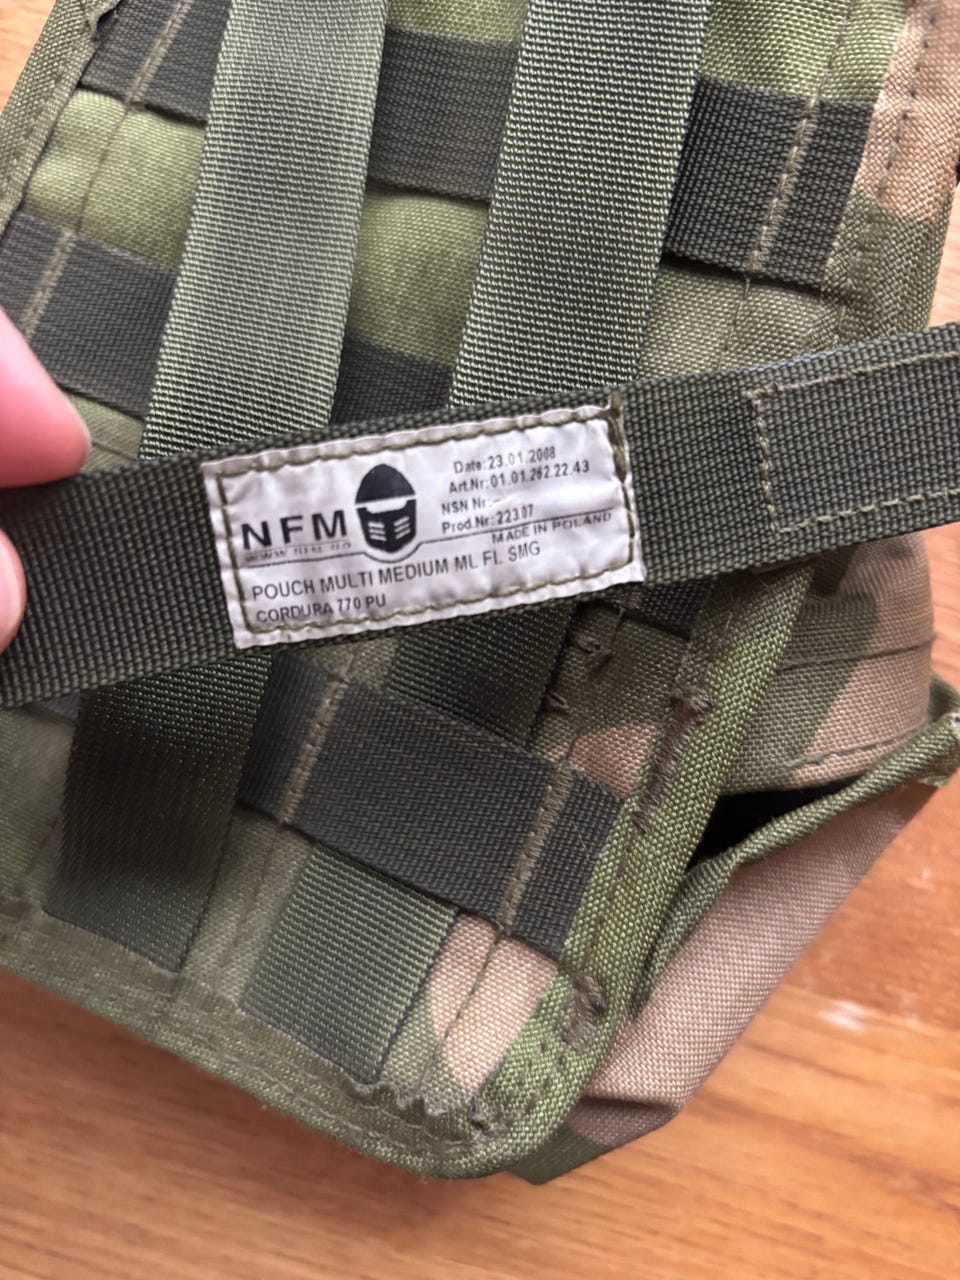 NFM
Date: 23.01.2008
Art.Nr: 01.01.262.22.43
NSN Nr: -
Prod.Nr: 22307
MADE IN POLAND
POUCH MULTI MEDIUM ML FI. SMG
CORDURA 770 PU